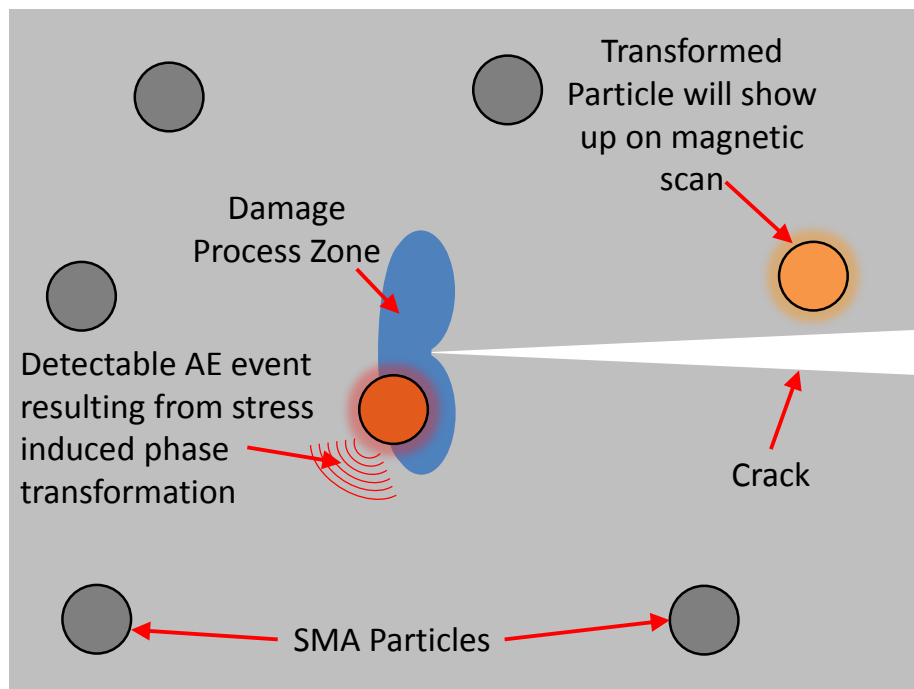 Transformed
Particle will show
up on magnetic
scan
Damage
Process Zone
Detectable AE event
resulting from stress
induced phase
transformation
Crack
SMA Particles